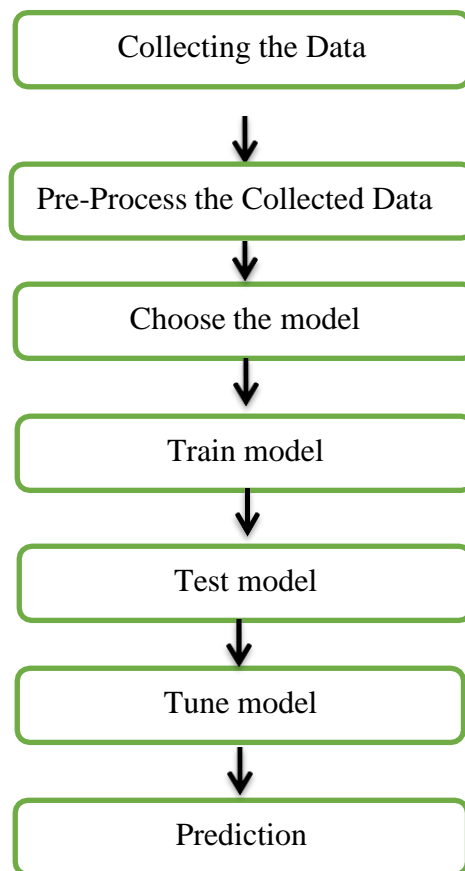 Collecting the Data
Pre-Process the Collected Data
Choose the model
Train model
Test model
Tune model
Prediction